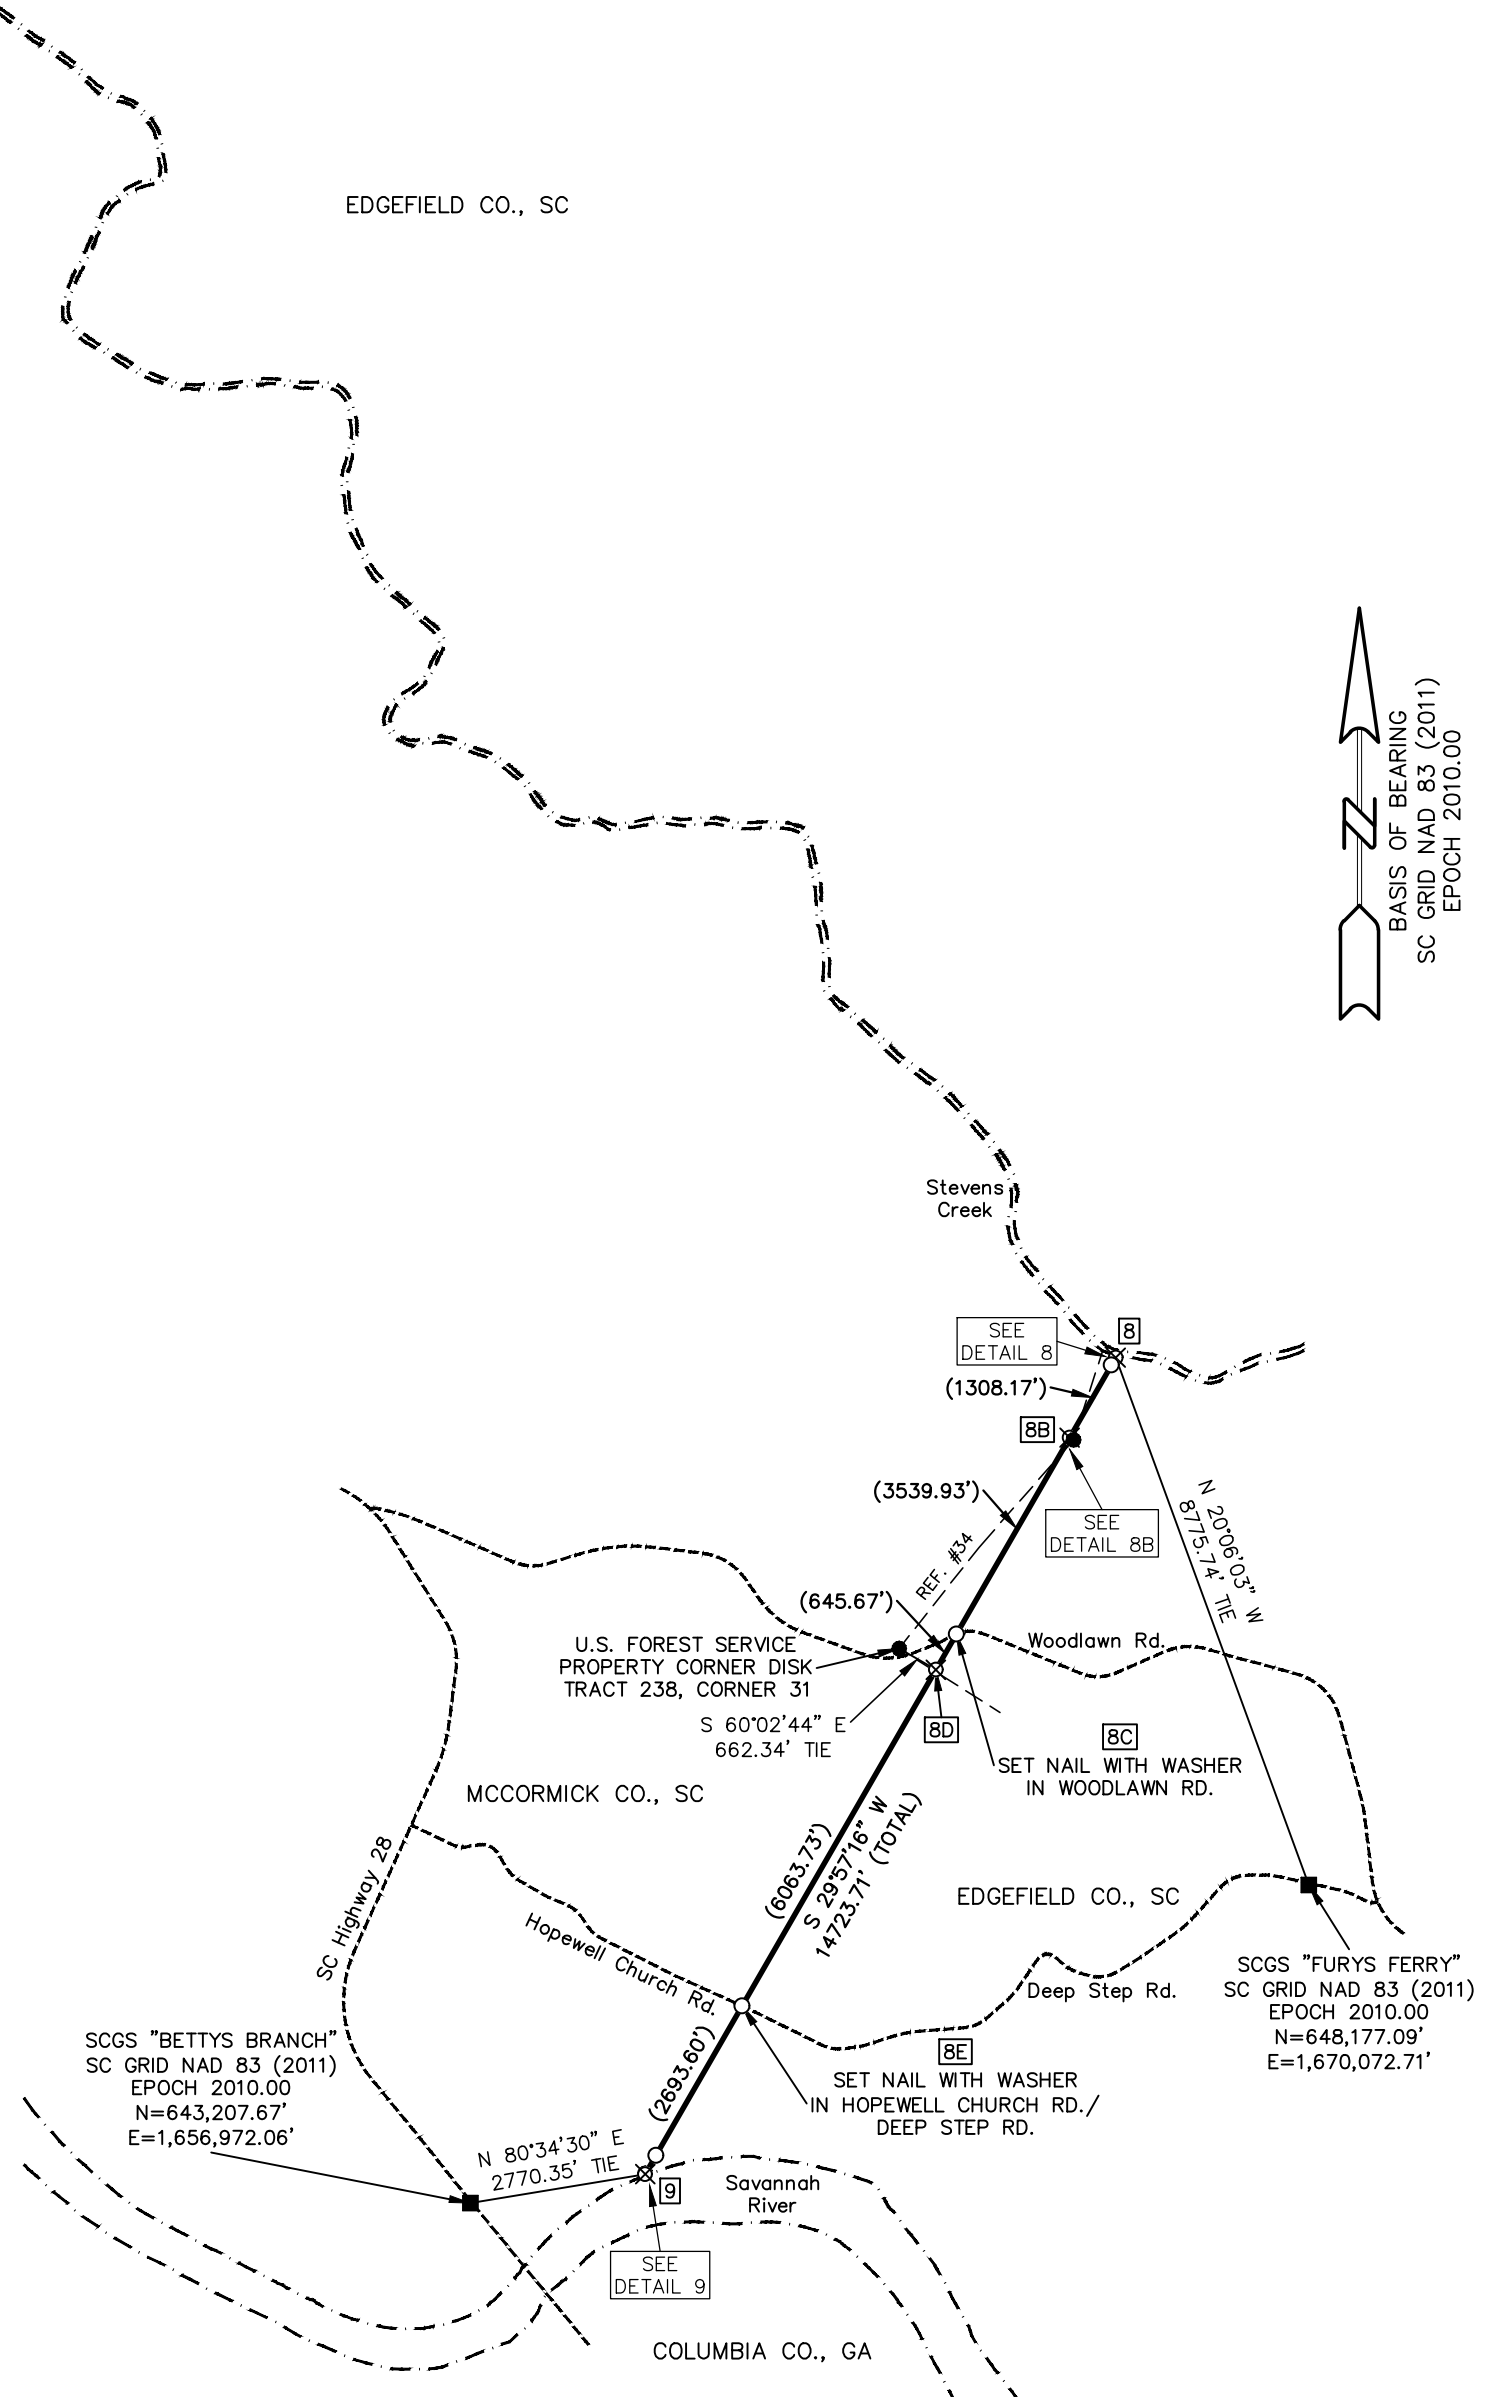 EDGEFIELD CO., SC
BASIS OF BEARING
SC GRID NAD 83 (2011)
EPOCH 2010.00
N
Stevens
Creek
SEE
DETAIL 8
8
(1308.17')
8B
(3539.93')
SEE
DETAIL 8B
N 20°06'03" W
8775.74' TIE
REF. #34
(645.67')
U.S. FOREST SERVICE
PROPERTY CORNER DISK
TRACT 238, CORNER 31
Woodlawn Rd.
S 60°02'44" E
662.34' TIE
8D
8C
SET NAIL WITH WASHER
IN WOODLAWN RD.
MCCORMICK CO., SC
(6063.73')
S 29°57'16" W
14723.71' (TOTAL)
SC Highway 28
EDGEFIELD CO., SC
Hopewell Church Rd.
Deep Step Rd.
SCGS "FURYS FERRY"
SC GRID NAD 83 (2011)
EPOCH 2010.00
N=648,177.09'
E=1,670,072.71'
SCGS "BETTYS BRANCH"
SC GRID NAD 83 (2011)
EPOCH 2010.00
N=643,207.67'
E=1,656,972.06'
8E
SET NAIL WITH WASHER
IN HOPEWELL CHURCH RD./
DEEP STEP RD.
(2693.60')
N 80°34'30" E
2770.35' TIE
9
Savannah
River
SEE
DETAIL 9
COLUMBIA CO., GA